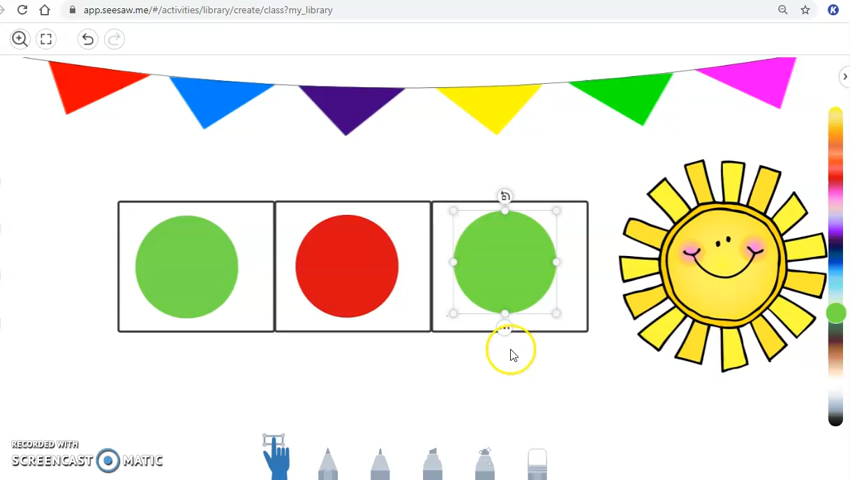 app.seesaw.me/#/activities/library/create/class?my_library
RECORDED WITH
SCREENCAST MATIC